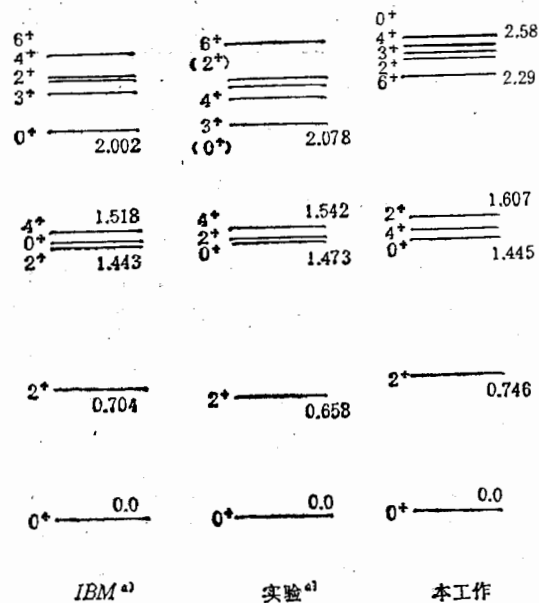 6⁺ 6⁺ 0⁺
4⁺ (2⁺) 4⁺ 2.58
2⁺ 4⁺ 3⁺
3⁺ 3⁺ 2⁺
0⁺ 2.002 (0⁺) 2.078 6⁺ 2.29
4⁺ 1.518 4⁺ 1.542 2⁺ 1.607
0⁺ 2⁺ 4⁺
2⁺ 1.443 0⁺ 1.473 0⁺ 1.445
2⁺ 0.704 2⁺ 0.658 2⁺ 0.746
0⁺ 0.0 0⁺ 0.0 0⁺ 0.0
IBM a) 实验 a) 本工作